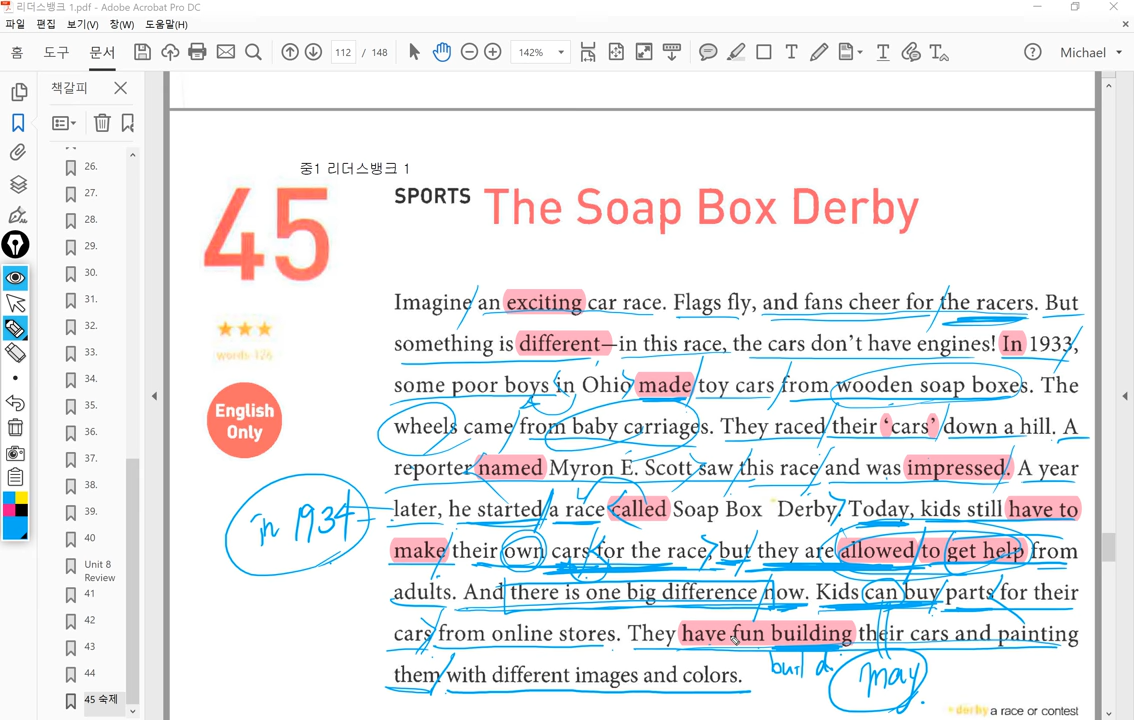 리더스뱅크 1.pdf - Adobe Acrobat Pro DC
파일 편집 보기(V) 창(W) 도움말(H)
홈 도구 문서 112 / 148 142% Michael
책갈피
26.
27.
28.
29.
30.
31.
32.
33.
34.
35.
36.
37.
38.
39.
40
Unit 8
Review
41
42
43
44
45 숙제
중1 리더스뱅크 1
45
SPORTS The Soap Box Derby
words-126
English
Only
Imagine an exciting car race. Flags fly, and fans cheer for the racers. But
something is different—in this race, the cars don't have engines! In 1933,
some poor boys in Ohio made toy cars from wooden soap boxes. The
wheels came from baby carriages. They raced their 'cars' down a hill. A
reporter named Myron E. Scott saw this race and was impressed. A year
later, he started a race called Soap Box *Derby. Today, kids still have to
make their own cars for the race, but they are allowed to get help from
adults. And there is one big difference now. Kids can buy parts for their
cars from online stores. They have fun building their cars and painting
them with different images and colors.
in 1934
build
may
*derby a race or contest